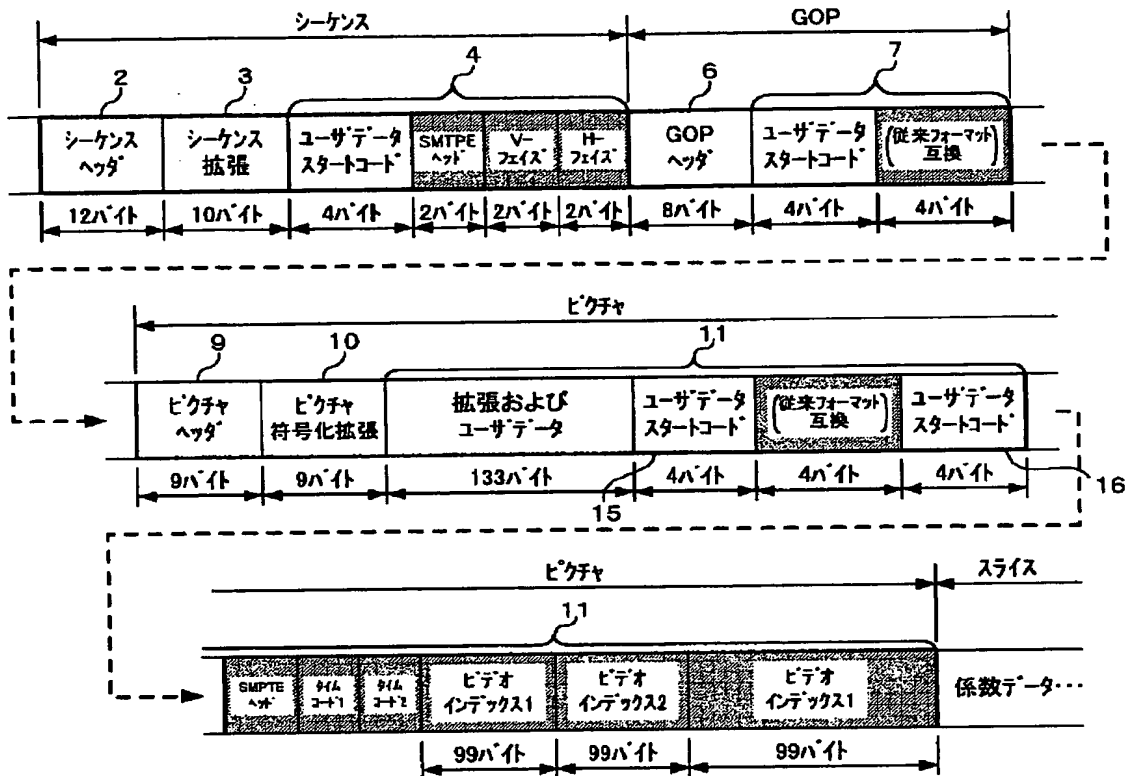 シーケンス
GOP
2
3
4
6
7
シーケンス
ヘッダ
シーケンス
拡張
ユーザデータ
スタートコード
SMTPE
ヘッド
V-
フェイズ
H-
フェイズ
GOP
ヘッダ
ユーザデータ
スタートコード
(従来フォーマット
互換)
12バイト
10バイト
4バイト
2バイト
2バイト
2バイト
8バイト
4バイト
4バイト
ピクチャ
9
10
11
ピクチャ
ヘッダ
ピクチャ
符号化拡張
拡張および
ユーザデータ
ユーザデータ
スタートコード
(従来フォーマット
互換)
ユーザデータ
スタートコード
9バイト
9バイト
133バイト
4バイト
4バイト
4バイト
15
16
ピクチャ
スライス
11
SMPTE
ヘッド
タイム
コード1
タイム
コード2
ビデオ
インデックス1
ビデオ
インデックス2
ビデオ
インデックス1
係数データ…
99バイト
99バイト
99バイト